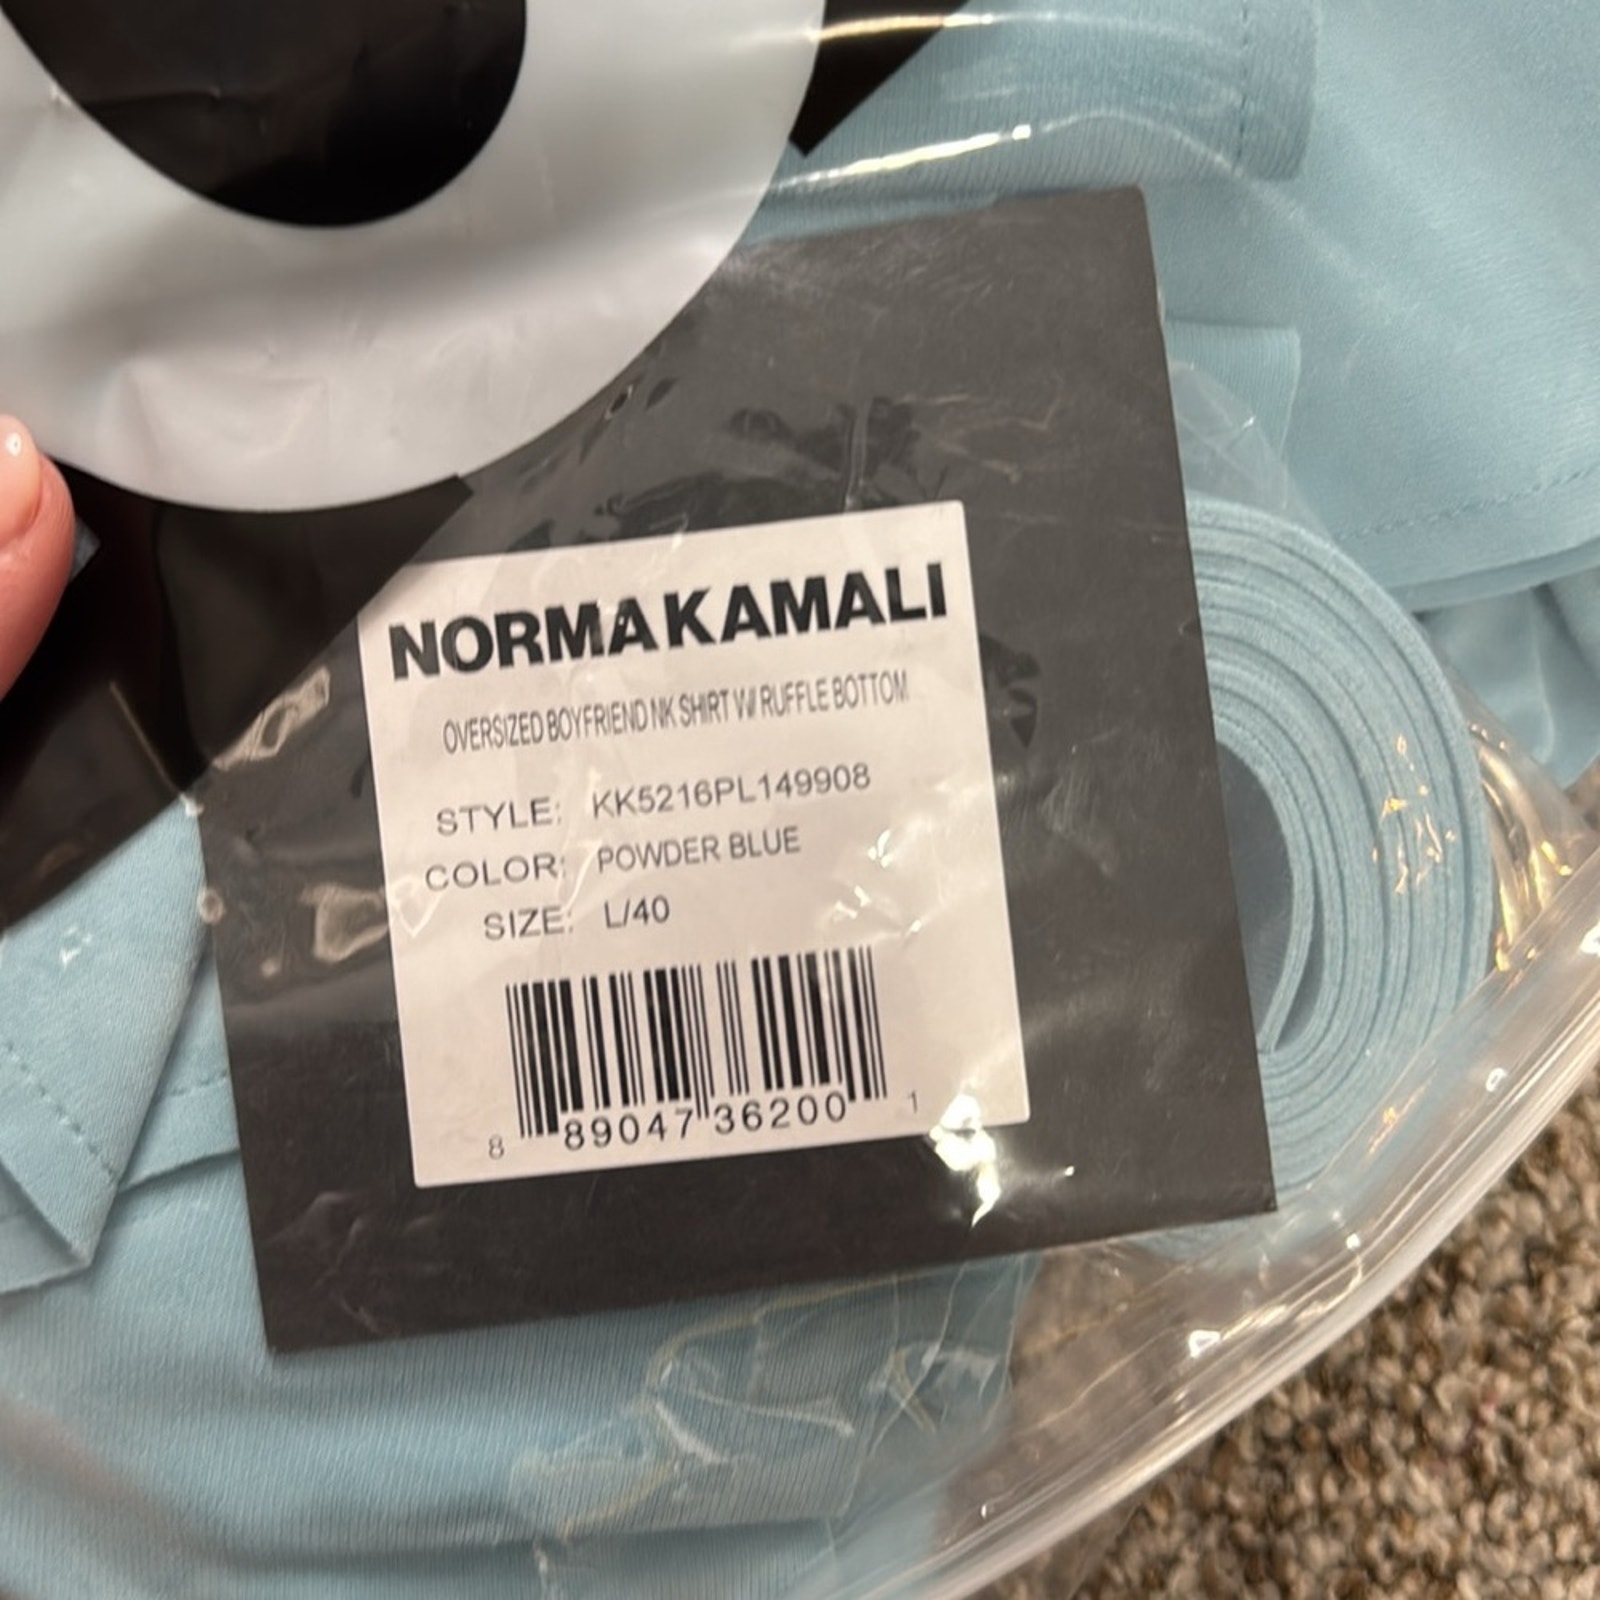 NORMA KAMALI
OVERSIZED BOYFRIEND NK SHIRT W/ RUFFLE BOTTOM
STYLE: KK5216PL149908
COLOR: POWDER BLUE
SIZE: L/40
8 89047 36200 1